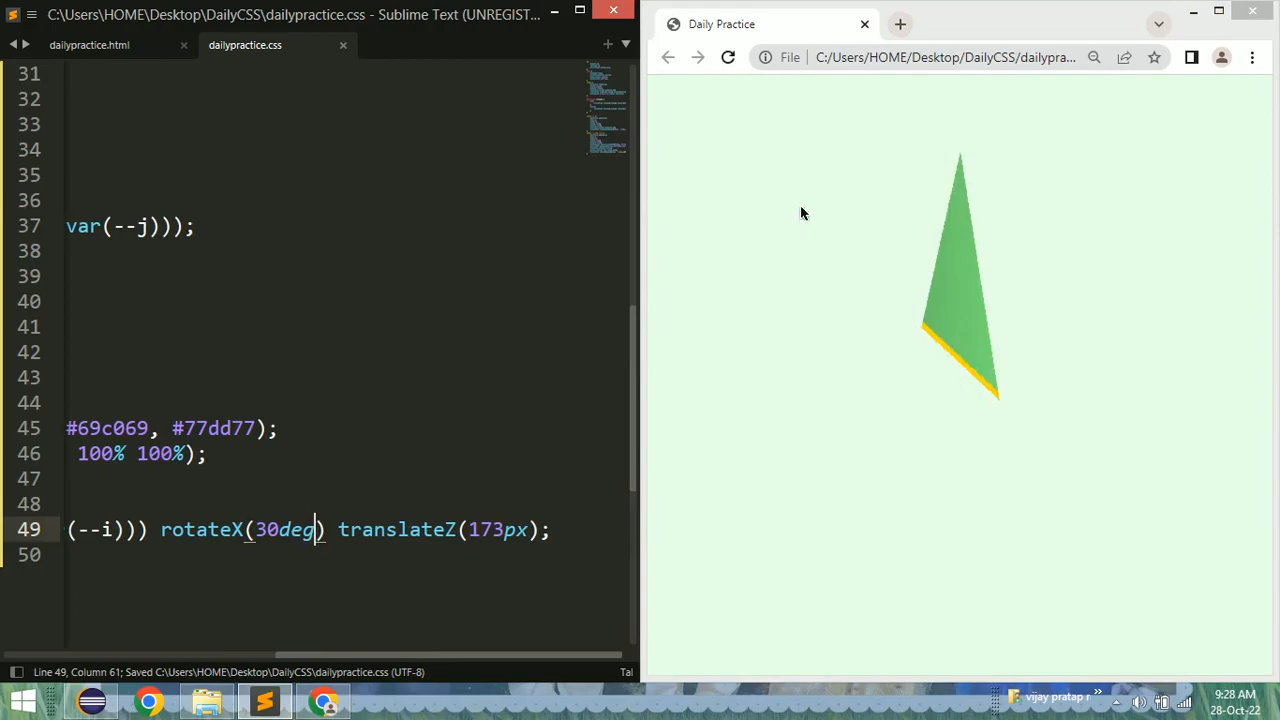 C:\Users\HOME\Desktop\DailyCSS\dailypractice.css - Sublime Text (UNREGIST...
dailypractice.html
dailypractice.css
31
32
33
34
35
36
37 var(--j)));
38
39
40
41
42
43
44
45 #69c069, #77dd77);
46 100% 100%);
47
48
49 (--i))) rotateX(30deg) translateZ(173px);
50
Line 49, Column 61; Saved C:\Users\HOME\Desktop\DailyCSS\dailypractice.css (UTF-8)
Tal
Daily Practice
File
C:/Users/HOME/Desktop/DailyCSS/dailypra...
vijay pratap r
9:28 AM
28-Oct-22